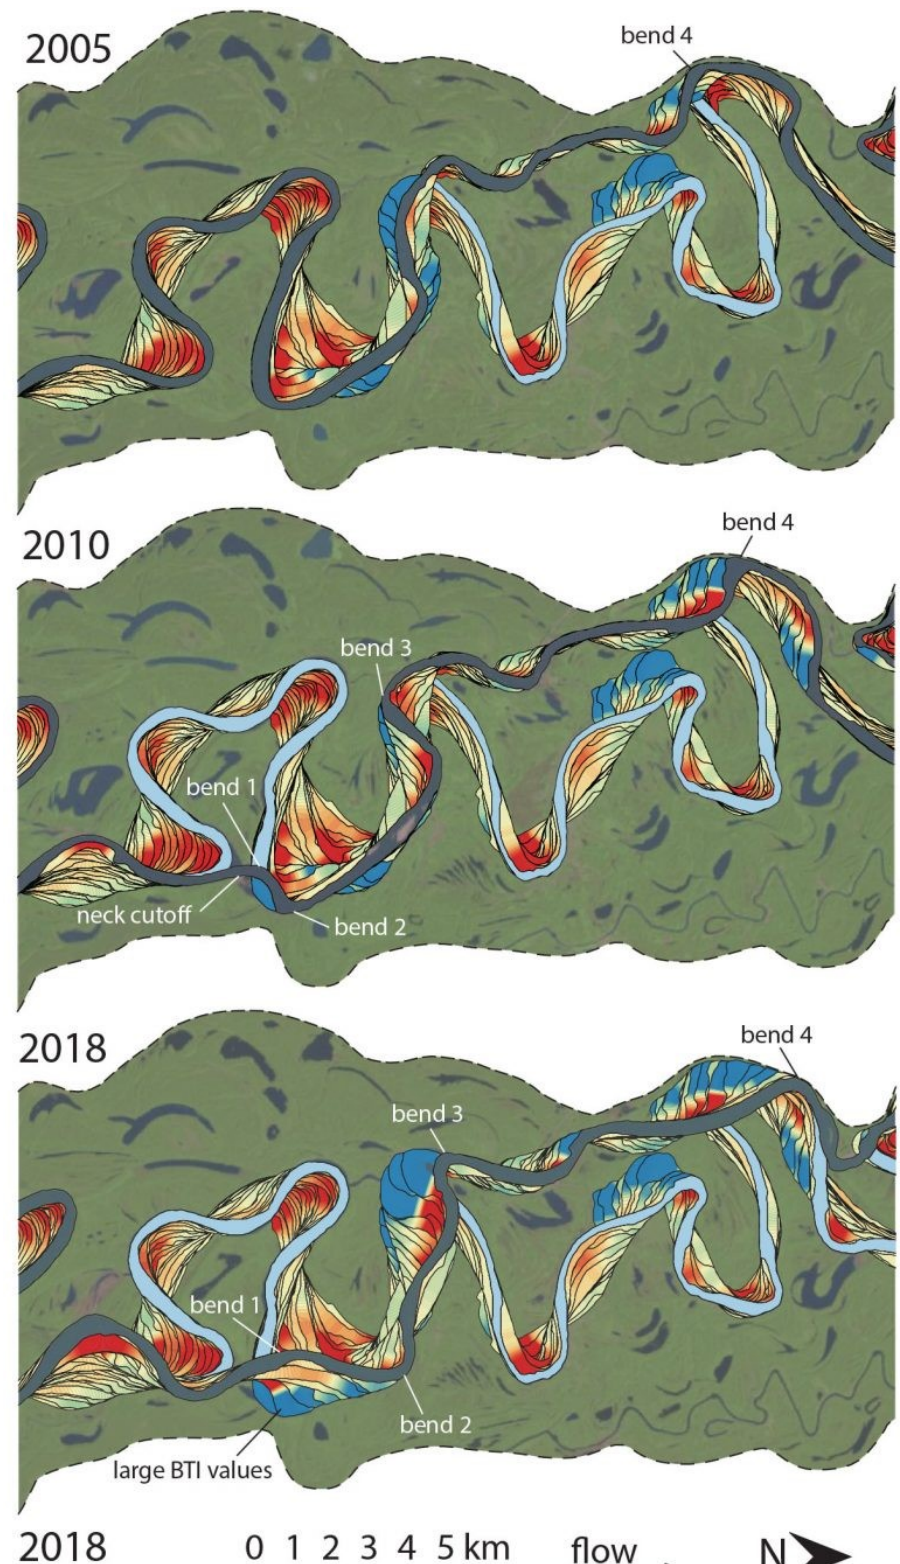 2005
bend 4
2010
bend 4
bend 3
bend 1
neck cutoff
bend 2
2018
bend 4
bend 3
bend 1
bend 2
large BTI values
2018
0 1 2 3 4 5 km
flow
N